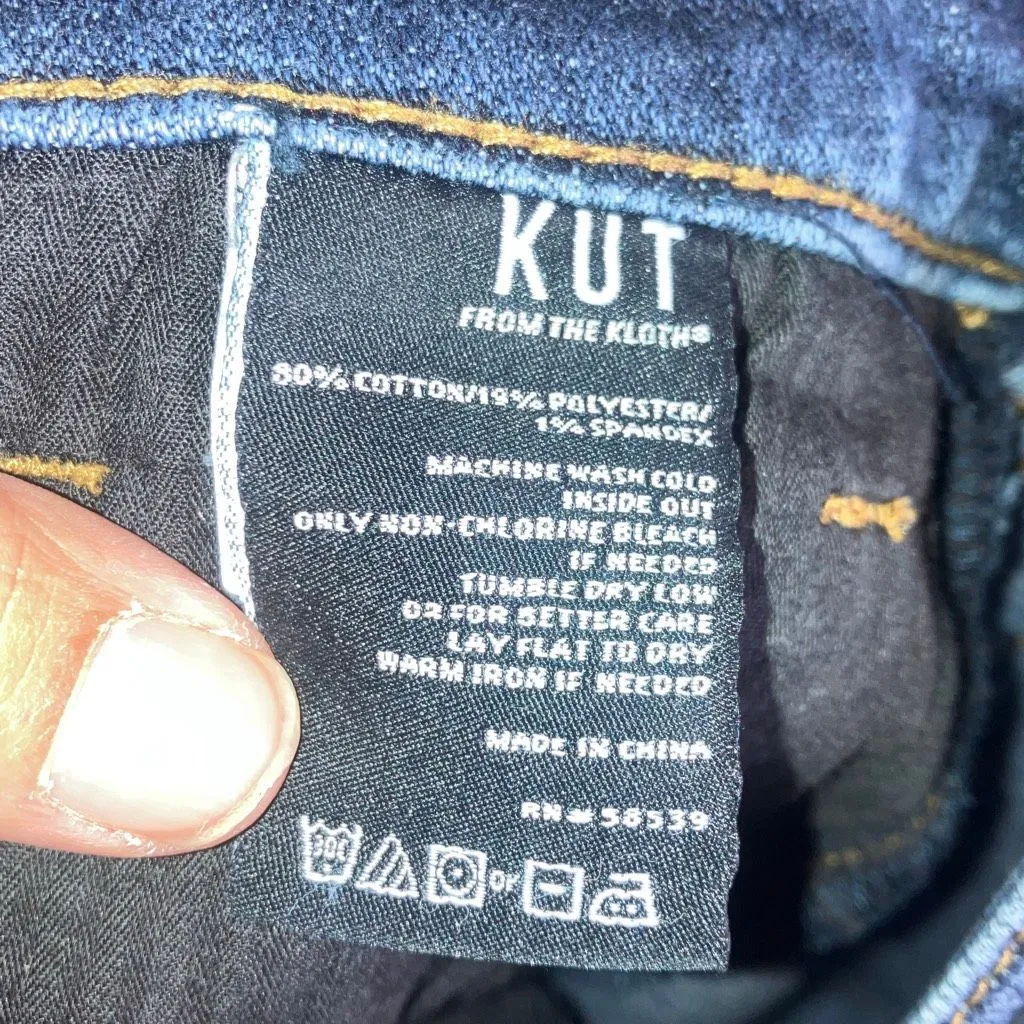 KUT
FROM THE KLOTH®
80% COTTON/19% POLYESTER/
1% SPANDEX
MACHINE WASH COLD
INSIDE OUT
ONLY NON-CHLORINE BLEACH
IF NEEDED
TUMBLE DRY LOW
OR FOR BETTER CARE
LAY FLAT TO DRY
WARM IRON IF NEEDED
MADE IN CHINA
RN# 58539
30C
or